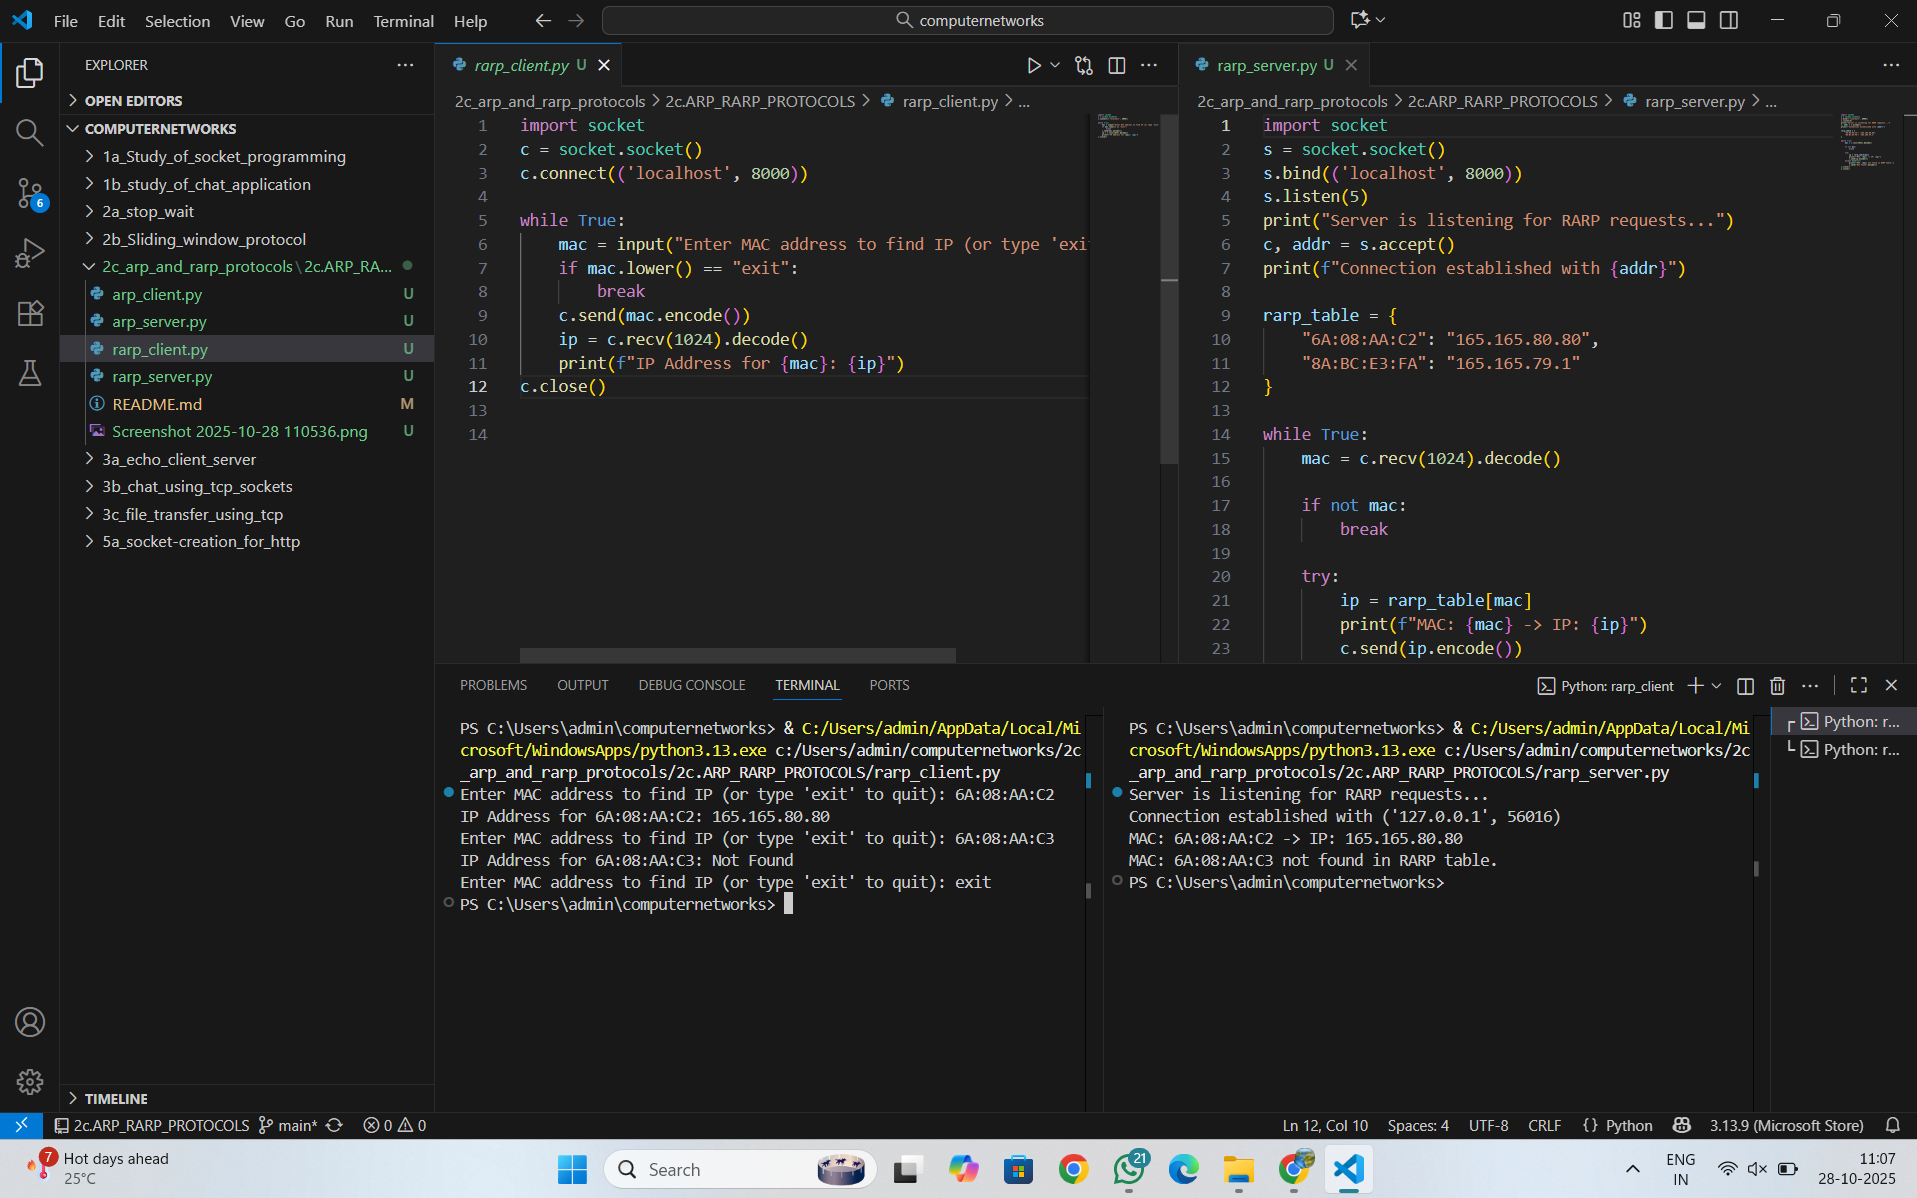 File Edit Selection View Go Run Terminal Help
computernetworks
EXPLORER
OPEN EDITORS
COMPUTERNETWORKS
1a_Study_of_socket_programming
1b_study_of_chat_application
2a_stop_wait
2b_Sliding_window_protocol
2c_arp_and_rarp_protocols\2c.ARP_RA...
arp_client.py U
arp_server.py U
rarp_client.py U
rarp_server.py U
README.md M
Screenshot 2025-10-28 110536.png U
3a_echo_client_server
3b_chat_using_tcp_sockets
3c_file_transfer_using_tcp
5a_socket-creation_for_http
TIMELINE
6
rarp_client.py U
2c_arp_and_rarp_protocols > 2c.ARP_RARP_PROTOCOLS > rarp_client.py > ...
1 import socket
2 c = socket.socket()
3 c.connect(('localhost', 8000))
4
5 while True:
6 mac = input("Enter MAC address to find IP (or type 'exi
7 if mac.lower() == "exit":
8 break
9 c.send(mac.encode())
10 ip = c.recv(1024).decode()
11 print(f"IP Address for {mac}: {ip}")
12 c.close()
13
14
rarp_server.py U
2c_arp_and_rarp_protocols > 2c.ARP_RARP_PROTOCOLS > rarp_server.py > ...
1 import socket
2 s = socket.socket()
3 s.bind(('localhost', 8000))
4 s.listen(5)
5 print("Server is listening for RARP requests...")
6 c, addr = s.accept()
7 print(f"Connection established with {addr}")
8
9 rarp_table = {
10 "6A:08:AA:C2": "165.165.80.80",
11 "8A:BC:E3:FA": "165.165.79.1"
12 }
13
14 while True:
15 mac = c.recv(1024).decode()
16
17 if not mac:
18 break
19
20 try:
21 ip = rarp_table[mac]
22 print(f"MAC: {mac} -> IP: {ip}")
23 c.send(ip.encode())
PROBLEMS OUTPUT DEBUG CONSOLE TERMINAL PORTS
Python: rarp_client
PS C:\Users\admin\computernetworks> & C:/Users/admin/AppData/Local/Mi
crosoft/WindowsApps/python3.13.exe c:/Users/admin/computernetworks/2c
_arp_and_rarp_protocols/2c.ARP_RARP_PROTOCOLS/rarp_client.py
Enter MAC address to find IP (or type 'exit' to quit): 6A:08:AA:C2
IP Address for 6A:08:AA:C2: 165.165.80.80
Enter MAC address to find IP (or type 'exit' to quit): 6A:08:AA:C3
IP Address for 6A:08:AA:C3: Not Found
Enter MAC address to find IP (or type 'exit' to quit): exit
PS C:\Users\admin\computernetworks>
PS C:\Users\admin\computernetworks> & C:/Users/admin/AppData/Local/Mi
crosoft/WindowsApps/python3.13.exe c:/Users/admin/computernetworks/2c
_arp_and_rarp_protocols/2c.ARP_RARP_PROTOCOLS/rarp_server.py
Server is listening for RARP requests...
Connection established with ('127.0.0.1', 56016)
MAC: 6A:08:AA:C2 -> IP: 165.165.80.80
MAC: 6A:08:AA:C3 not found in RARP table.
PS C:\Users\admin\computernetworks>
Python: r...
Python: r...
2c.ARP_RARP_PROTOCOLS main* 0 0
Ln 12, Col 10 Spaces: 4 UTF-8 CRLF {} Python 3.13.9 (Microsoft Store)
7
Hot days ahead
25°C
Search
21
ENG
IN
11:07
28-10-2025